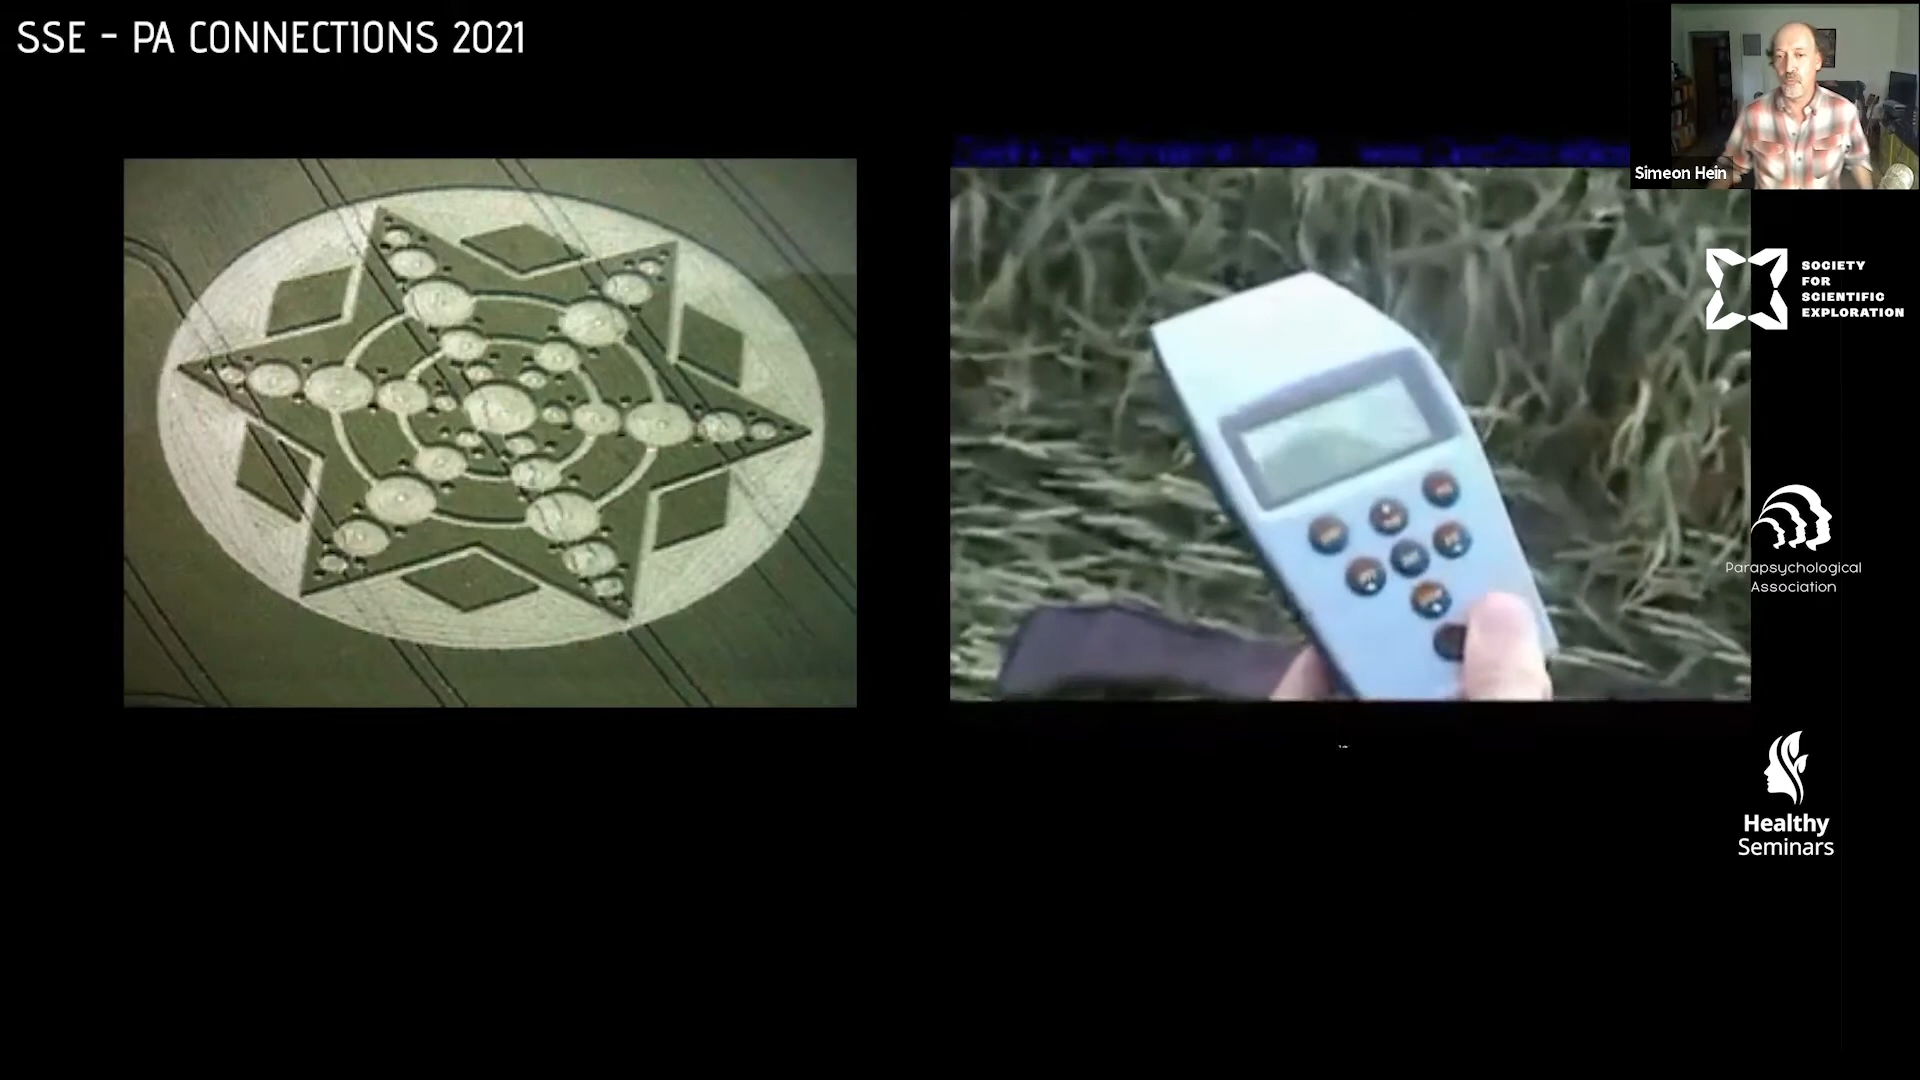 SSE - PA CONNECTIONS 2021
Simeon Hein
SOCIETY
FOR
SCIENTIFIC
EXPLORATION
Parapsychological
Association
Healthy
Seminars